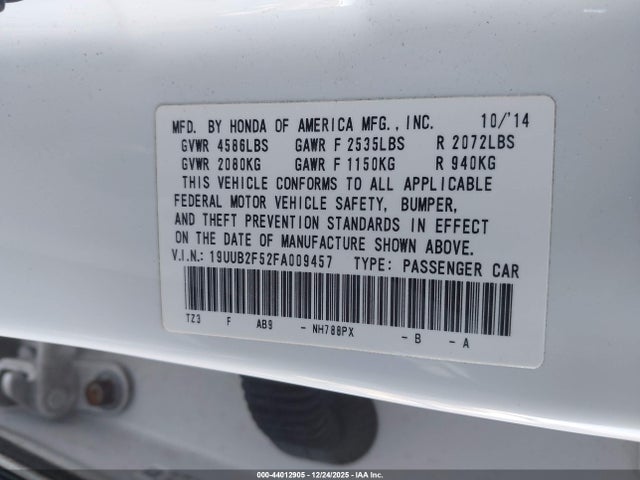 MFD. BY HONDA OF AMERICA MFG., INC. 10/'14
GVWR 4586LBS GAWR F 2535LBS R 2072LBS
GVWR 2080KG GAWR F 1150KG R 940KG
THIS VEHICLE CONFORMS TO ALL APPLICABLE
FEDERAL MOTOR VEHICLE SAFETY, BUMPER,
AND THEFT PREVENTION STANDARDS IN EFFECT
ON THE DATE OF MANUFACTURE SHOWN ABOVE.
V.I.N.: 19UUB2F52FA009457 TYPE: PASSENGER CAR
TZ3 F AB9 - NH788PX - B - A
000-44012905 - 12/24/2025 - IAA Inc.